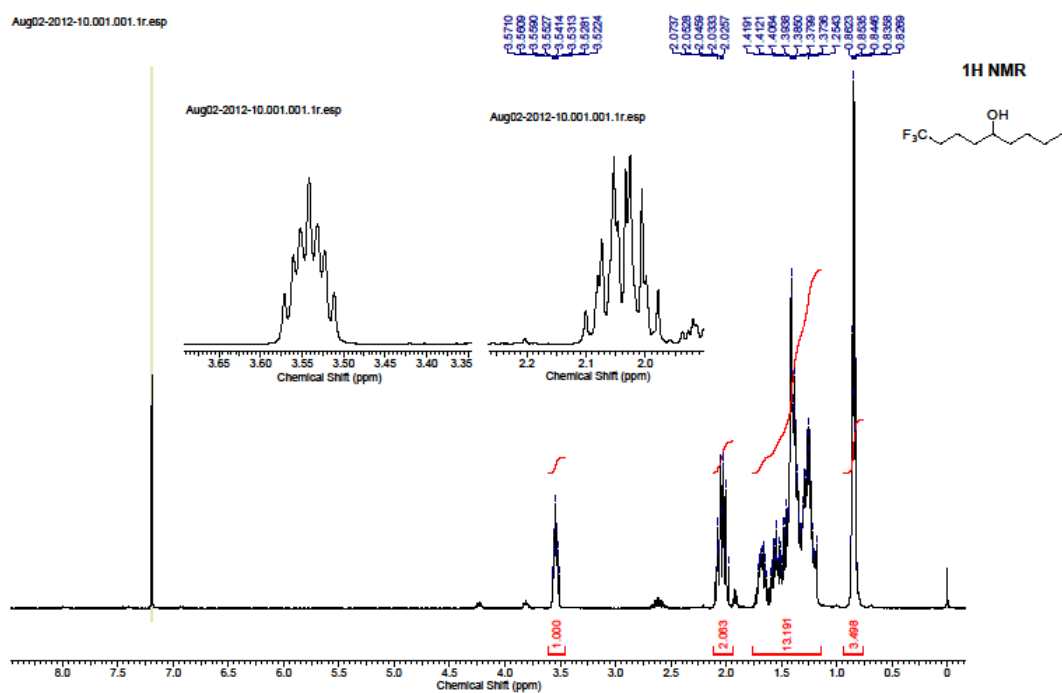 Aug02-2012-10.001.001.1r.esp
3.5710
3.5609
3.5590
3.5527
3.5414
3.5313
3.5281
3.5224
2.0737
2.0528
2.0459
2.0333
2.0257
1.4191
1.4121
1.4064
1.3938
1.3850
1.3799
1.3736
1.2543
0.8623
0.8535
0.8446
0.8358
0.8269
1H NMR
OH
F3C
Aug02-2012-10.001.001.1r.esp
3.65 3.60 3.55 3.50 3.45 3.40 3.35
Chemical Shift (ppm)
Aug02-2012-10.001.001.1r.esp
2.2 2.1 2.0
Chemical Shift (ppm)
1.000 2.063 13.191 3.498
8.0 7.5 7.0 6.5 6.0 5.5 5.0 4.5 4.0 3.5 3.0 2.5 2.0 1.5 1.0 0.5 0
Chemical Shift (ppm)